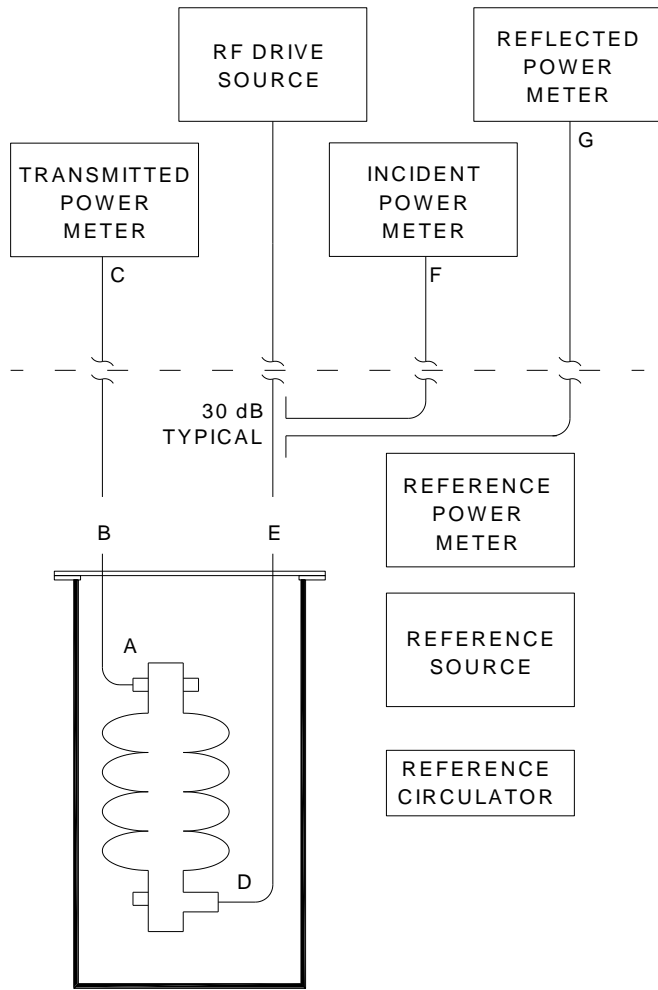 RF DRIVE
SOURCE
REFLECTED
POWER
METER
G
TRANSMITTED
POWER
METER
C
INCIDENT
POWER
METER
F
30 dB
TYPICAL
REFERENCE
POWER
METER
B
E
REFERENCE
SOURCE
A
REFERENCE
CIRCULATOR
D